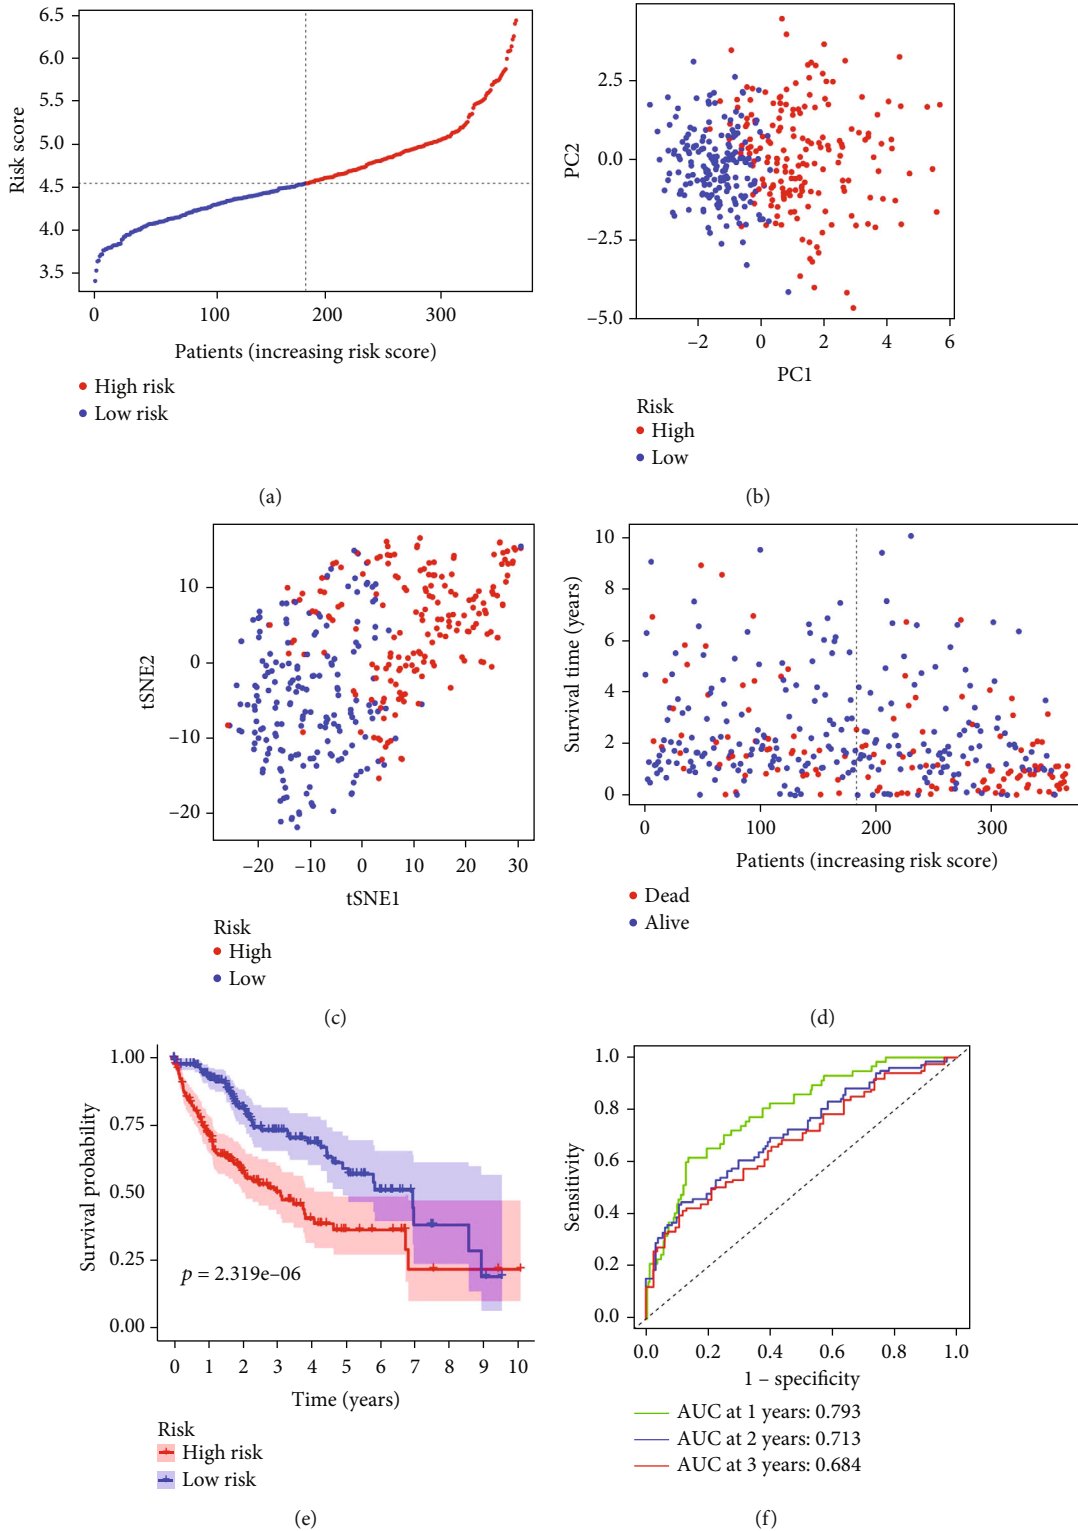 6.5
6.0
5.5
5.0
4.5
4.0
3.5
Risk score
0 100 200 300
Patients (increasing risk score)
High risk
Low risk
(a)
2.5
0.0
−2.5
−5.0
PC2
−2 0 2 4 6
PC1
Risk
High
Low
(b)
10
0
−10
−20
tSNE2
−20 −10 0 10 20 30
tSNE1
Risk
High
Low
(c)
10
8
6
4
2
0
Survival time (years)
0 100 200 300
Patients (increasing risk score)
Dead
Alive
(d)
1.00
0.75
0.50
0.25
0.00
Survival probability
p = 2.319e−06
0 1 2 3 4 5 6 7 8 9 10
Time (years)
Risk
High risk
Low risk
(e)
1.0
0.8
0.6
0.4
0.2
0.0
Sensitivity
0.0 0.2 0.4 0.6 0.8 1.0
1 – specificity
AUC at 1 years: 0.793
AUC at 2 years: 0.713
AUC at 3 years: 0.684
(f)